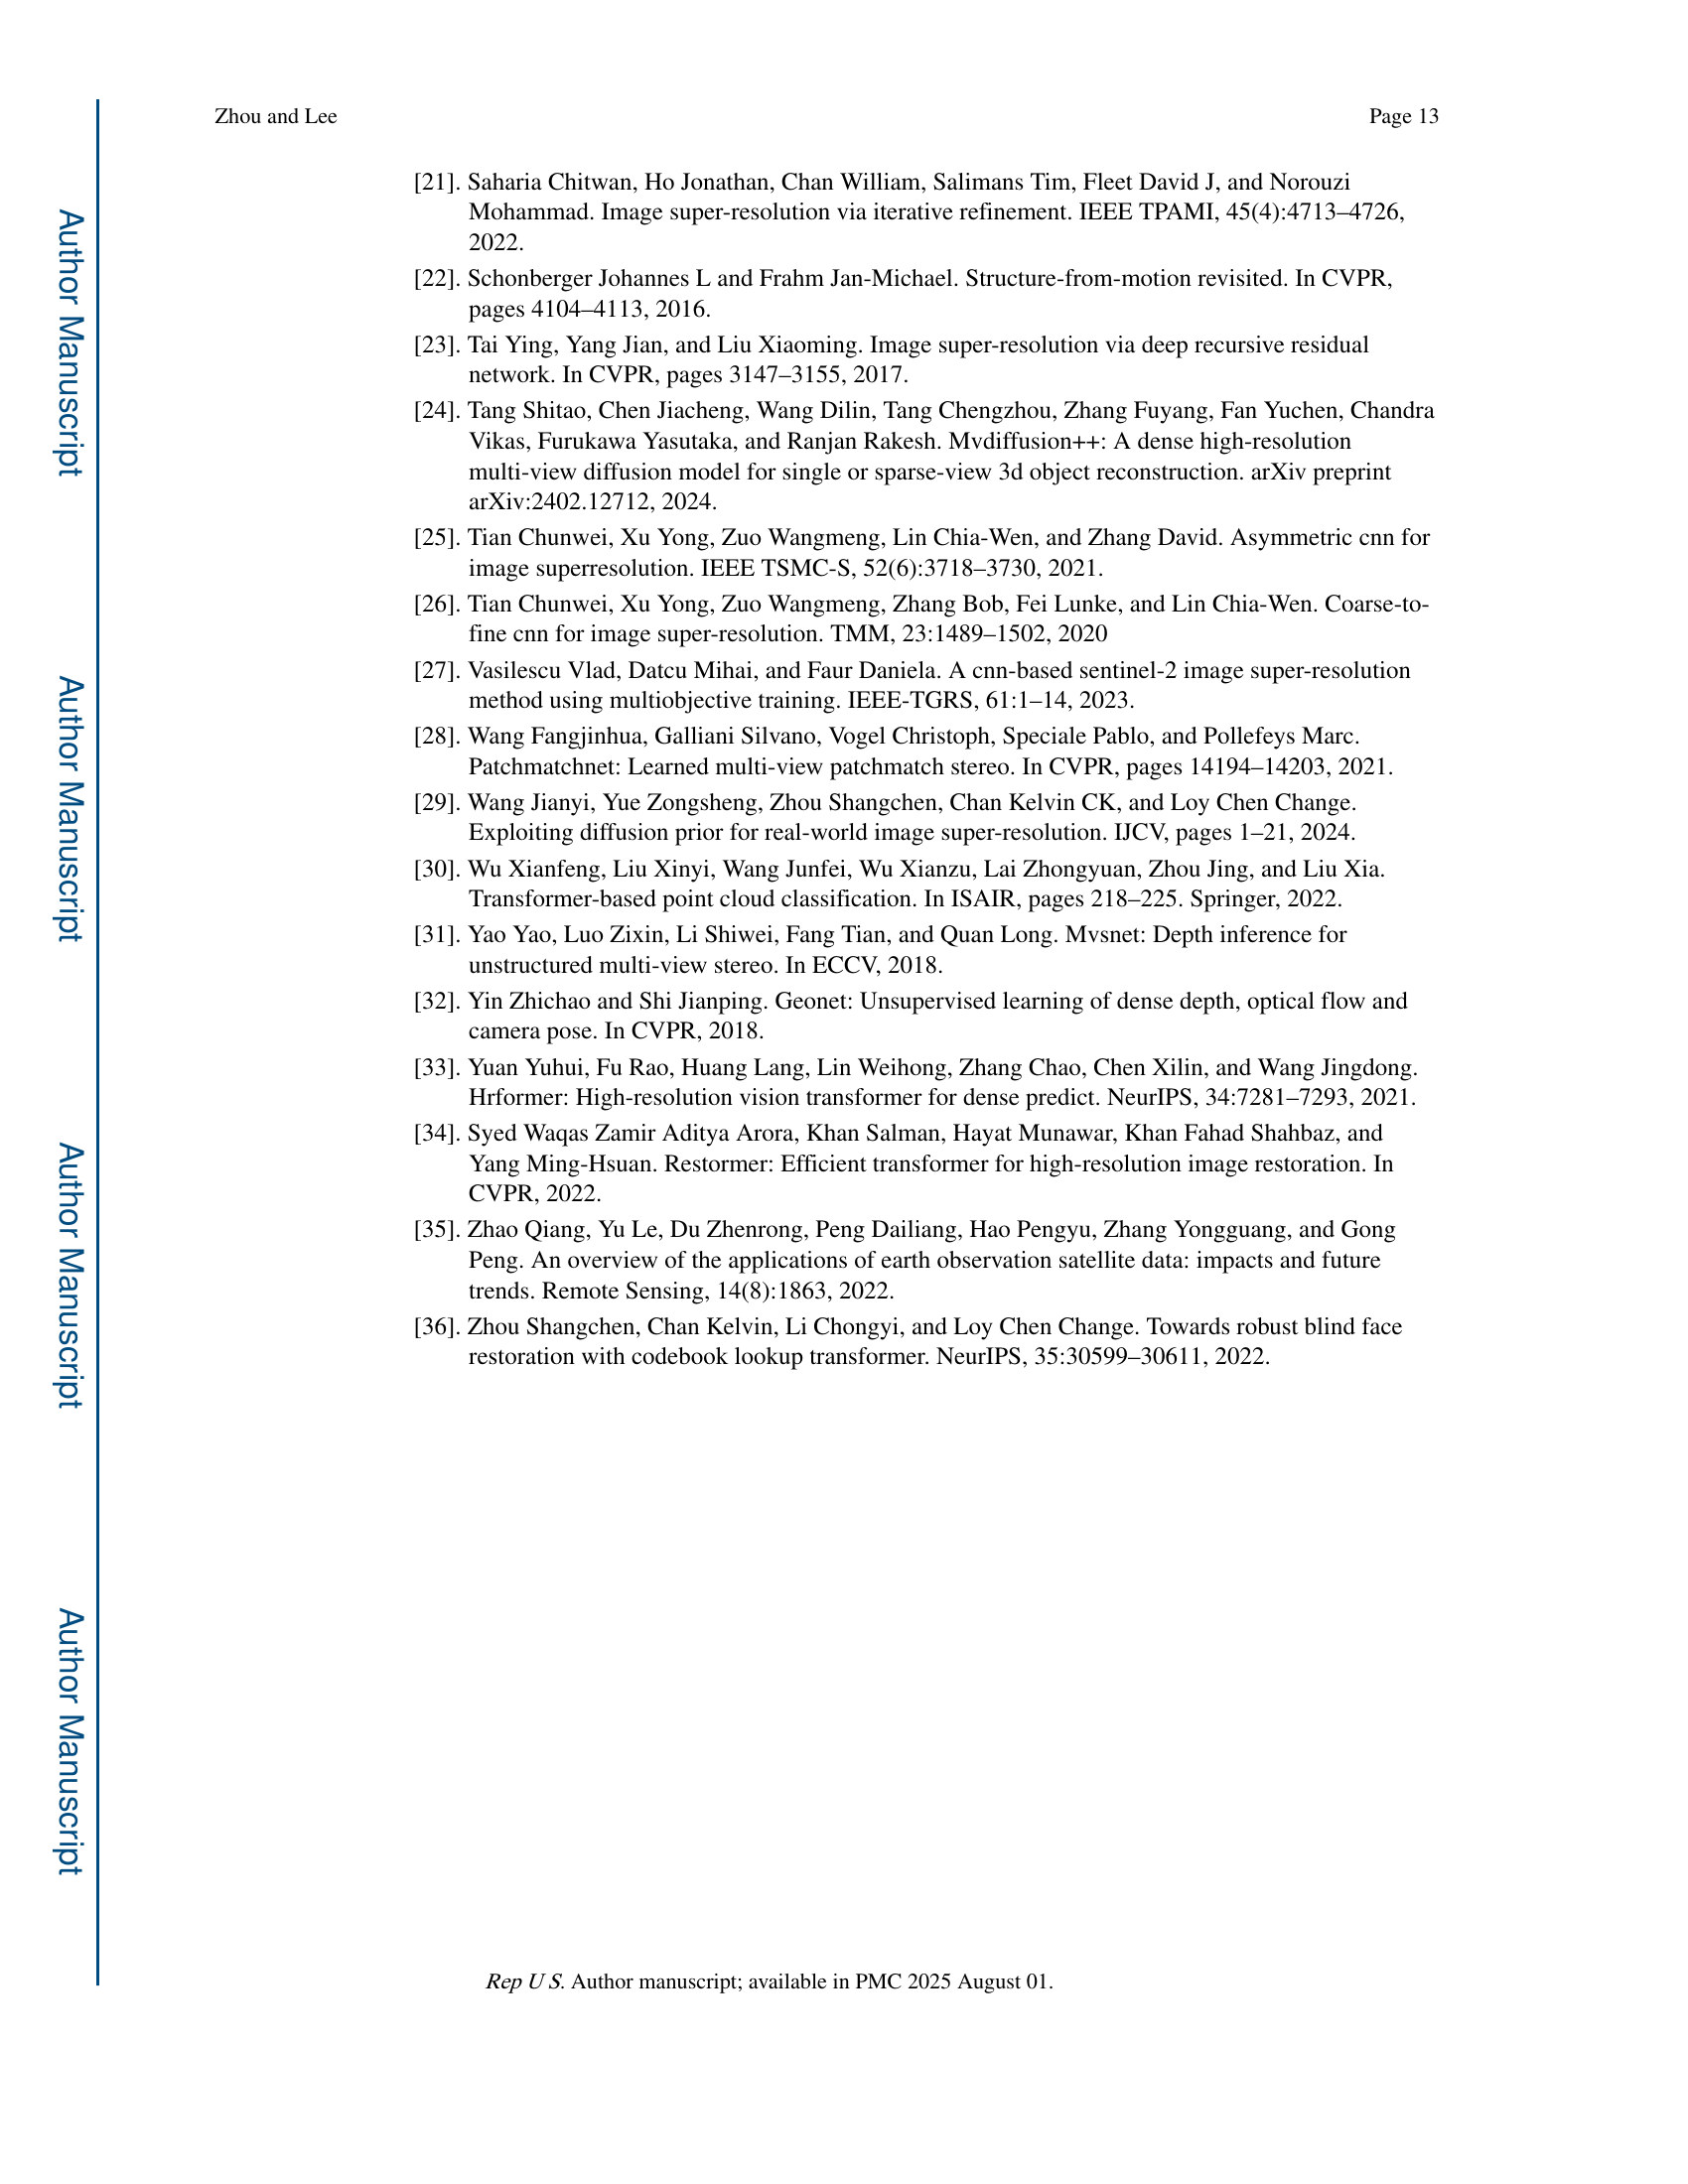 Zhou and Lee
Page 13
[21]. Saharia Chitwan, Ho Jonathan, Chan William, Salimans Tim, Fleet David J, and Norouzi
Mohammad. Image super-resolution via iterative refinement. IEEE TPAMI, 45(4):4713–4726,
2022.
[22]. Schonberger Johannes L and Frahm Jan-Michael. Structure-from-motion revisited. In CVPR,
pages 4104–4113, 2016.
[23]. Tai Ying, Yang Jian, and Liu Xiaoming. Image super-resolution via deep recursive residual
network. In CVPR, pages 3147–3155, 2017.
[24]. Tang Shitao, Chen Jiacheng, Wang Dilin, Tang Chengzhou, Zhang Fuyang, Fan Yuchen, Chandra
Vikas, Furukawa Yasutaka, and Ranjan Rakesh. Mvdiffusion++: A dense high-resolution
multi-view diffusion model for single or sparse-view 3d object reconstruction. arXiv preprint
arXiv:2402.12712, 2024.
[25]. Tian Chunwei, Xu Yong, Zuo Wangmeng, Lin Chia-Wen, and Zhang David. Asymmetric cnn for
image superresolution. IEEE TSMC-S, 52(6):3718–3730, 2021.
[26]. Tian Chunwei, Xu Yong, Zuo Wangmeng, Zhang Bob, Fei Lunke, and Lin Chia-Wen. Coarse-to-
fine cnn for image super-resolution. TMM, 23:1489–1502, 2020
[27]. Vasilescu Vlad, Datcu Mihai, and Faur Daniela. A cnn-based sentinel-2 image super-resolution
method using multiobjective training. IEEE-TGRS, 61:1–14, 2023.
[28]. Wang Fangjinhua, Galliani Silvano, Vogel Christoph, Speciale Pablo, and Pollefeys Marc.
Patchmatchnet: Learned multi-view patchmatch stereo. In CVPR, pages 14194–14203, 2021.
[29]. Wang Jianyi, Yue Zongsheng, Zhou Shangchen, Chan Kelvin CK, and Loy Chen Change.
Exploiting diffusion prior for real-world image super-resolution. IJCV, pages 1–21, 2024.
[30]. Wu Xianfeng, Liu Xinyi, Wang Junfei, Wu Xianzu, Lai Zhongyuan, Zhou Jing, and Liu Xia.
Transformer-based point cloud classification. In ISAIR, pages 218–225. Springer, 2022.
[31]. Yao Yao, Luo Zixin, Li Shiwei, Fang Tian, and Quan Long. Mvsnet: Depth inference for
unstructured multi-view stereo. In ECCV, 2018.
[32]. Yin Zhichao and Shi Jianping. Geonet: Unsupervised learning of dense depth, optical flow and
camera pose. In CVPR, 2018.
[33]. Yuan Yuhui, Fu Rao, Huang Lang, Lin Weihong, Zhang Chao, Chen Xilin, and Wang Jingdong.
Hrformer: High-resolution vision transformer for dense predict. NeurIPS, 34:7281–7293, 2021.
[34]. Syed Waqas Zamir Aditya Arora, Khan Salman, Hayat Munawar, Khan Fahad Shahbaz, and
Yang Ming-Hsuan. Restormer: Efficient transformer for high-resolution image restoration. In
CVPR, 2022.
[35]. Zhao Qiang, Yu Le, Du Zhenrong, Peng Dailiang, Hao Pengyu, Zhang Yongguang, and Gong
Peng. An overview of the applications of earth observation satellite data: impacts and future
trends. Remote Sensing, 14(8):1863, 2022.
[36]. Zhou Shangchen, Chan Kelvin, Li Chongyi, and Loy Chen Change. Towards robust blind face
restoration with codebook lookup transformer. NeurIPS, 35:30599–30611, 2022.
Rep U S. Author manuscript; available in PMC 2025 August 01.
Author Manuscript
Author Manuscript
Author Manuscript
Author Manuscript